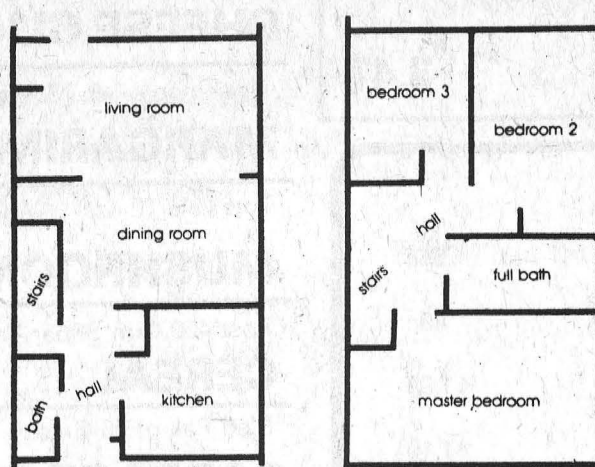 living room
dining room
stairs
hall
bath
kitchen
bedroom 3
bedroom 2
hall
stairs
full bath
master bedroom